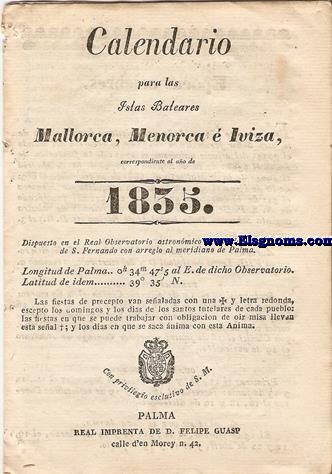 Calendario
para las
Islas Baleares
Mallorca, Menorca é Iviza,
correspondiente al año de
1835.
Dispuesto en el Real Observatorio astronómico
de S. Fernando con arreglo al meridiano de Palma.
www.Elsgnoms.com
Longitud de Palma.. 0ʰ 34ᵐ 47ˢ5 al E. de dicho Observatorio.
Latitud de idem.......... 39° 35′ N.
Las fiestas de precepto van señaladas con una ✠ y letra redonda,
escepto los domingos y los dias de los santos tutelares de cada pueblo:
las fiestas en que se puede trabajar con obligacion de oir misa llevan
esta señal †; y los dias en que se saca ánima con esta Anima.
Con privilegio esclusivo de S. M.
PALMA
REAL IMPRENTA DE D. FELIPE GUASP
calle d'en Morey n. 42.